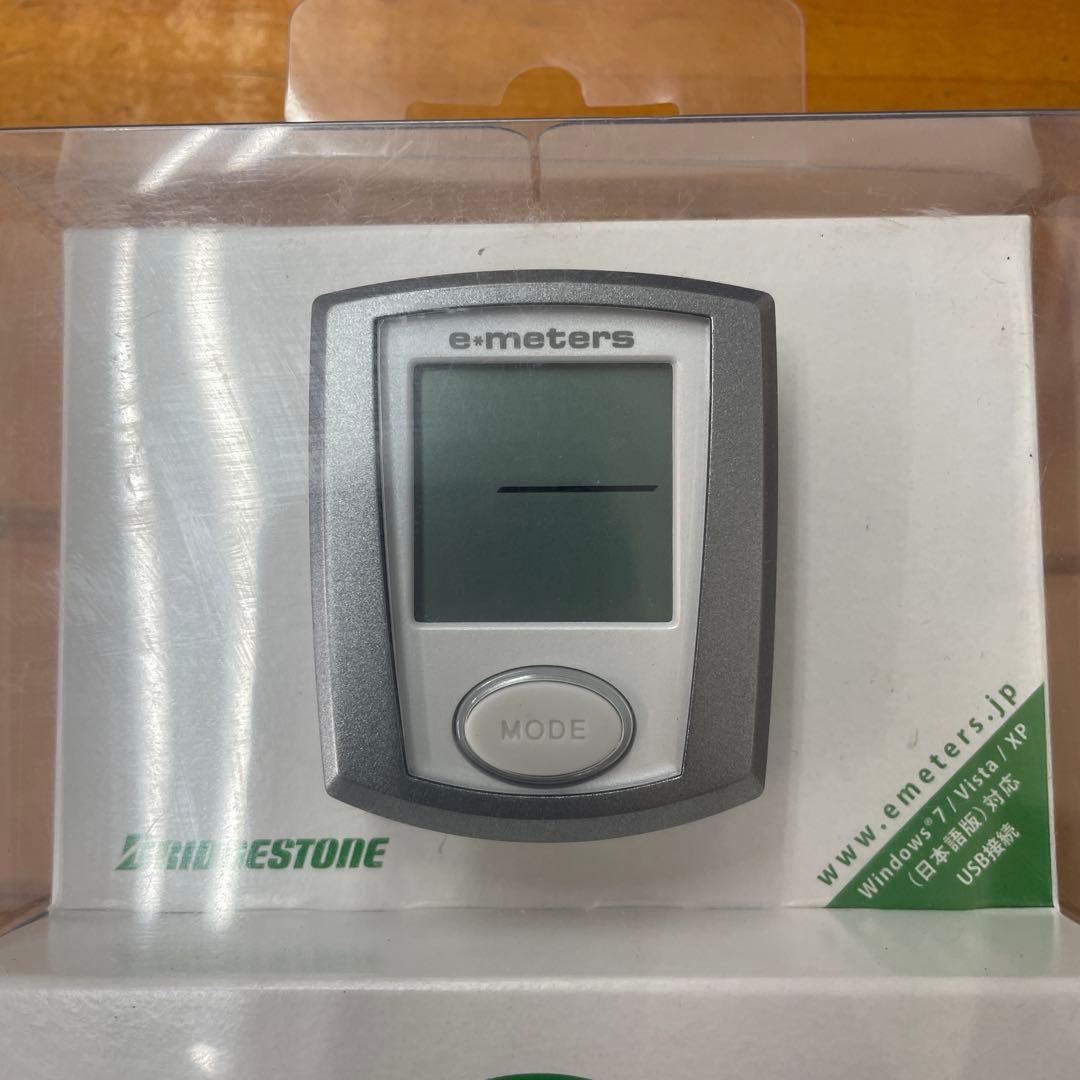 e*meters
MODE
BRIDGESTONE
www.emeters.jp
Windows®7 / Vista / XP
(日本語版)対応
USB接続